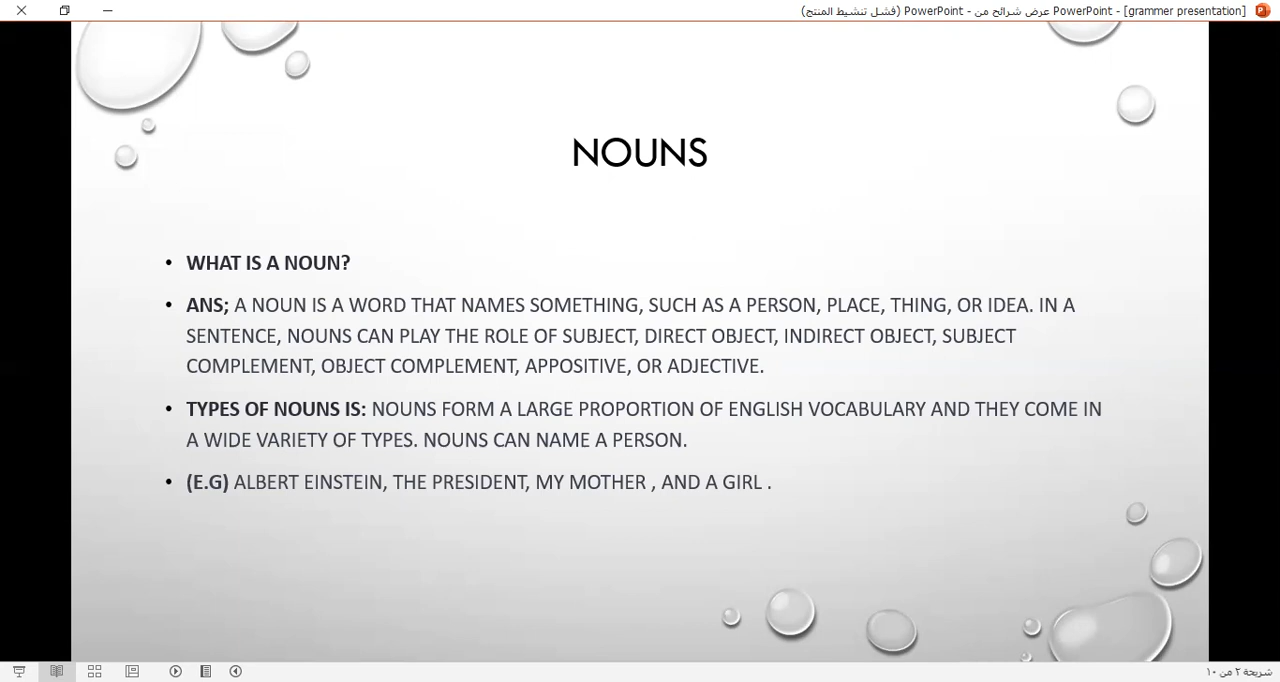 [grammer presentation] - PowerPoint عرض شرائح من - PowerPoint (فشل تنشيط المنتج)
NOUNS
• WHAT IS A NOUN?
• ANS; A NOUN IS A WORD THAT NAMES SOMETHING, SUCH AS A PERSON, PLACE, THING, OR IDEA. IN A
SENTENCE, NOUNS CAN PLAY THE ROLE OF SUBJECT, DIRECT OBJECT, INDIRECT OBJECT, SUBJECT
COMPLEMENT, OBJECT COMPLEMENT, APPOSITIVE, OR ADJECTIVE.
• TYPES OF NOUNS IS: NOUNS FORM A LARGE PROPORTION OF ENGLISH VOCABULARY AND THEY COME IN
A WIDE VARIETY OF TYPES. NOUNS CAN NAME A PERSON.
• (E.G) ALBERT EINSTEIN, THE PRESIDENT, MY MOTHER , AND A GIRL .
شريحة ٢ من ١٠